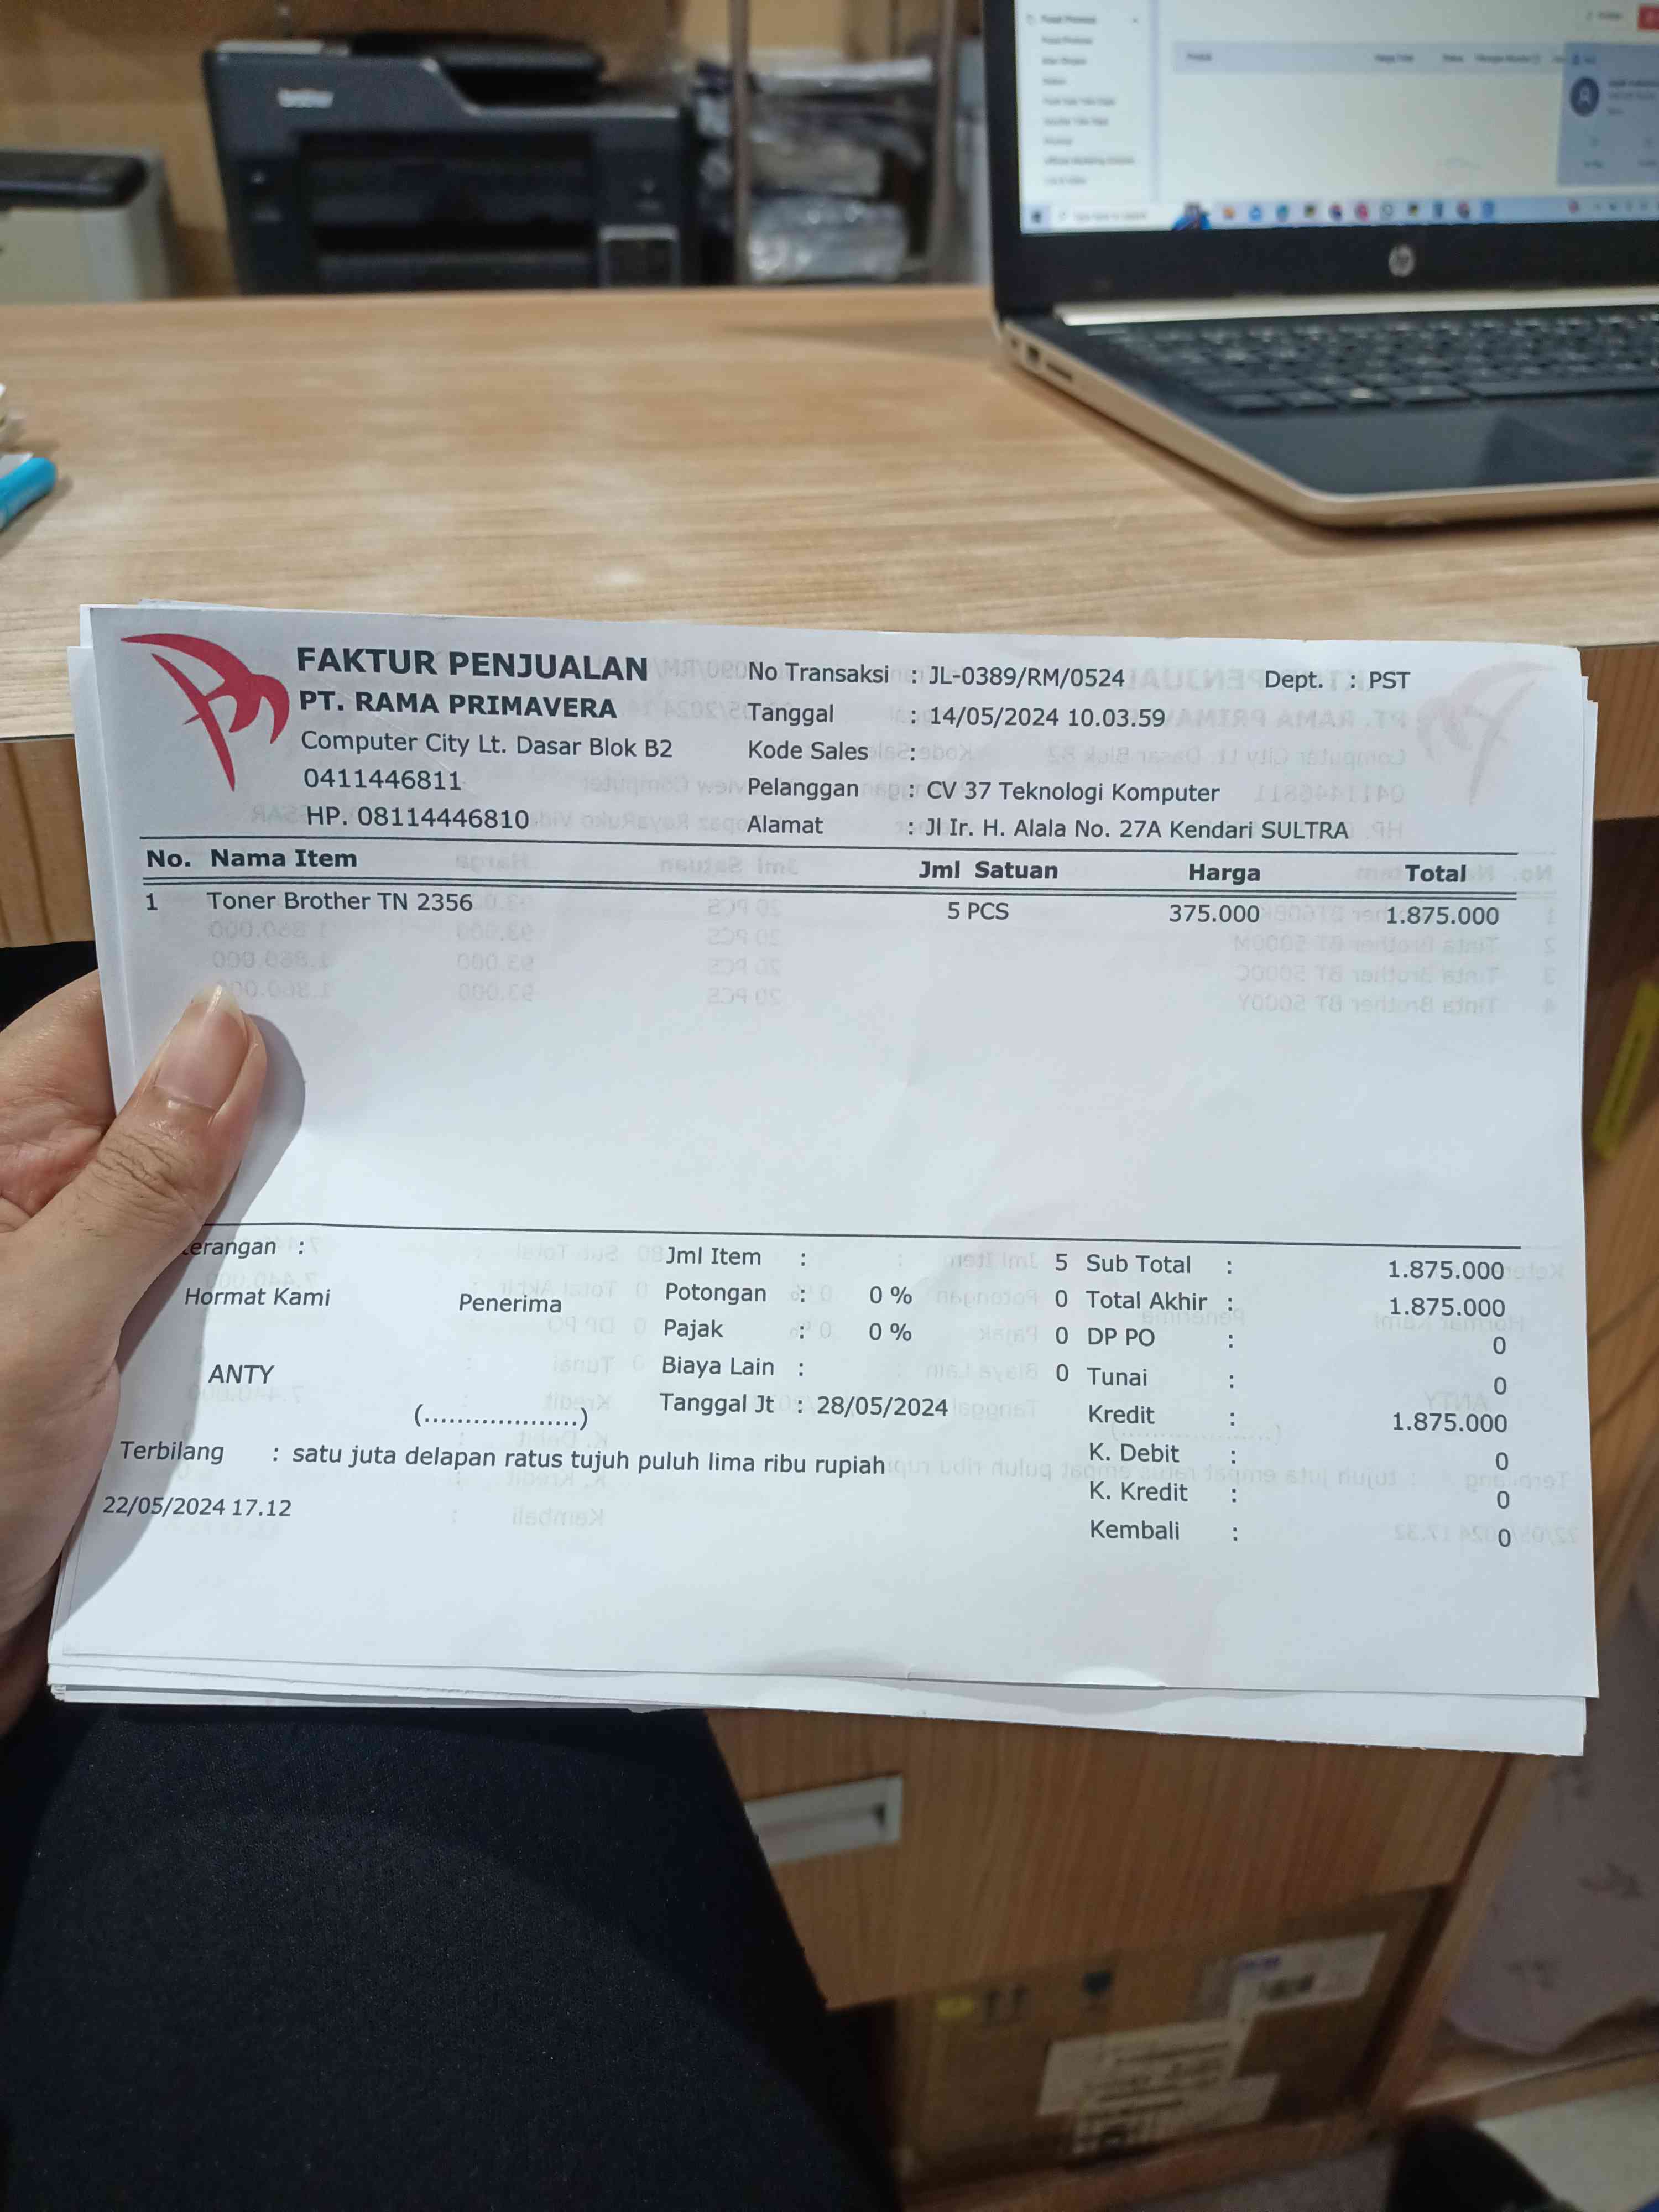 brother
hp
FAKTUR PENJUALAN
PT. RAMA PRIMAVERA
Computer City Lt. Dasar Blok B2
0411446811
HP. 08114446810
No Transaksi : JL-0389/RM/0524 Dept. : PST
Tanggal : 14/05/2024 10.03.59
Kode Sales :
Pelanggan : CV 37 Teknologi Komputer
Alamat : Jl Ir. H. Alala No. 27A Kendari SULTRA
No. Nama Item Jml Satuan Harga Total
1 Toner Brother TN 2356 5 PCS 375.000 1.875.000
erangan :
Hormat Kami Penerima
ANTY
(...................)
Jml Item : 5
Potongan : 0 % 0
Pajak : 0 % 0
Biaya Lain : 0
Tanggal Jt : 28/05/2024
Sub Total : 1.875.000
Total Akhir : 1.875.000
DP PO : 0
Tunai : 0
Kredit : 1.875.000
K. Debit : 0
K. Kredit : 0
Kembali : 0
Terbilang : satu juta delapan ratus tujuh puluh lima ribu rupiah
22/05/2024 17.12